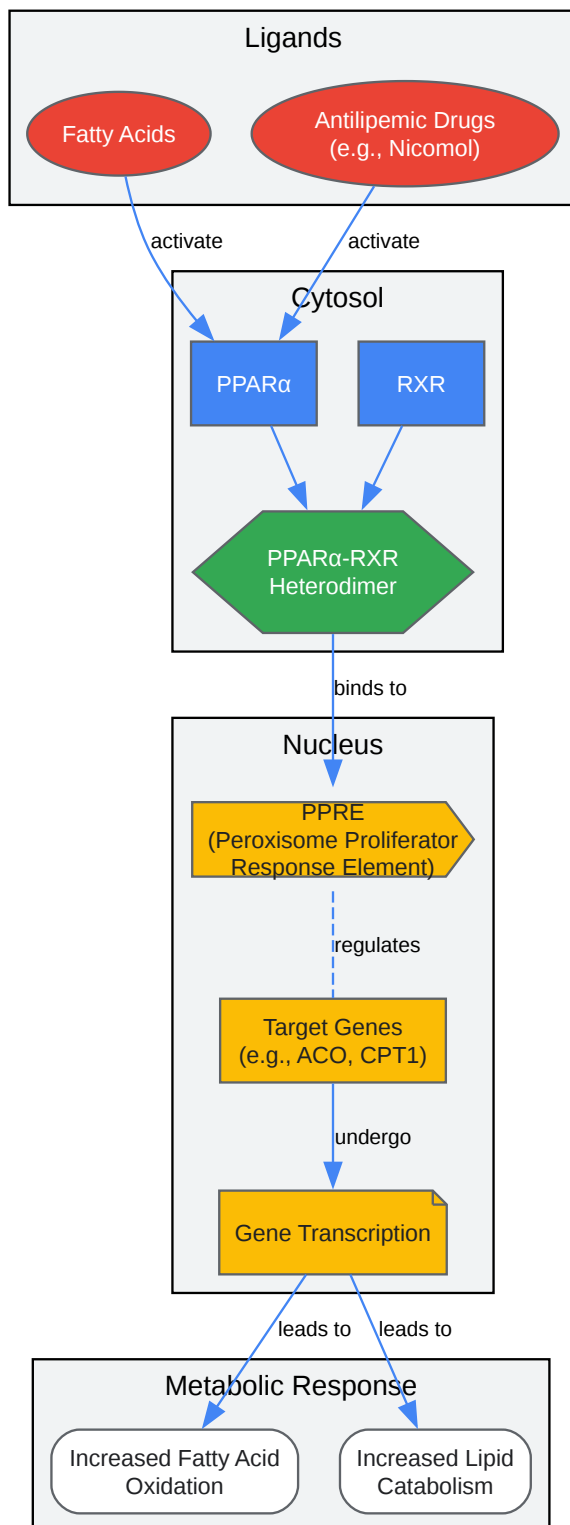 Ligands
Fatty Acids
Antilipemic Drugs
(e.g., Nicomol)
activate
activate
Cytosol
PPARα
RXR
PPARα-RXR
Heterodimer
binds to
Nucleus
PPRE
(Peroxisome Proliferator
Response Element)
regulates
Target Genes
(e.g., ACO, CPT1)
undergo
Gene Transcription
leads to
leads to
Metabolic Response
Increased Fatty Acid
Oxidation
Increased Lipid
Catabolism